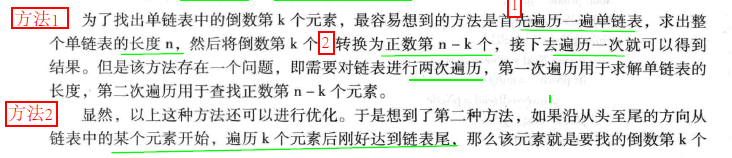 1
方法1 为了找出单链表中的倒数第 k 个元素，最容易想到的方法是首先遍历一遍单链表，求出整
个单链表的长度 n，然后将倒数第 k 个 2 转换为正数第 n－k 个，接下去遍历一次就可以得到
结果。但是该方法存在一个问题，即需要对链表进行两次遍历，第一次遍历用于求解单链表的
长度，第二次遍历用于查找正数第 n－k 个元素。
方法2 显然，以上这种方法还可以进行优化。于是想到了第二种方法，如果沿从头至尾的方向从
链表中的某个元素开始，遍历 k 个元素后刚好达到链表尾，那么该元素就是要找的倒数第 k 个